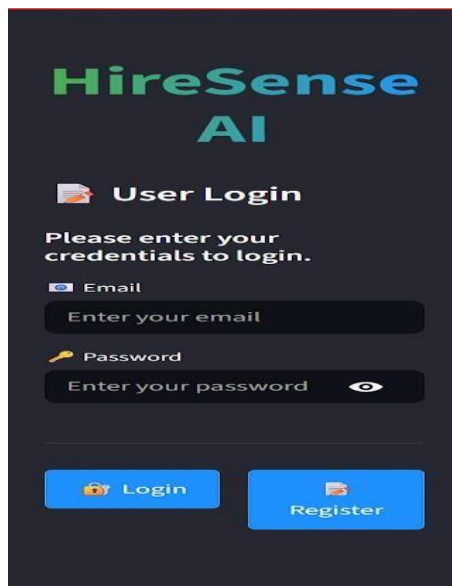 HireSense
AI
📝 User Login
Please enter your
credentials to login.
📧 Email
Enter your email
🔑 Password
Enter your password
🔐 Login
📝
Register